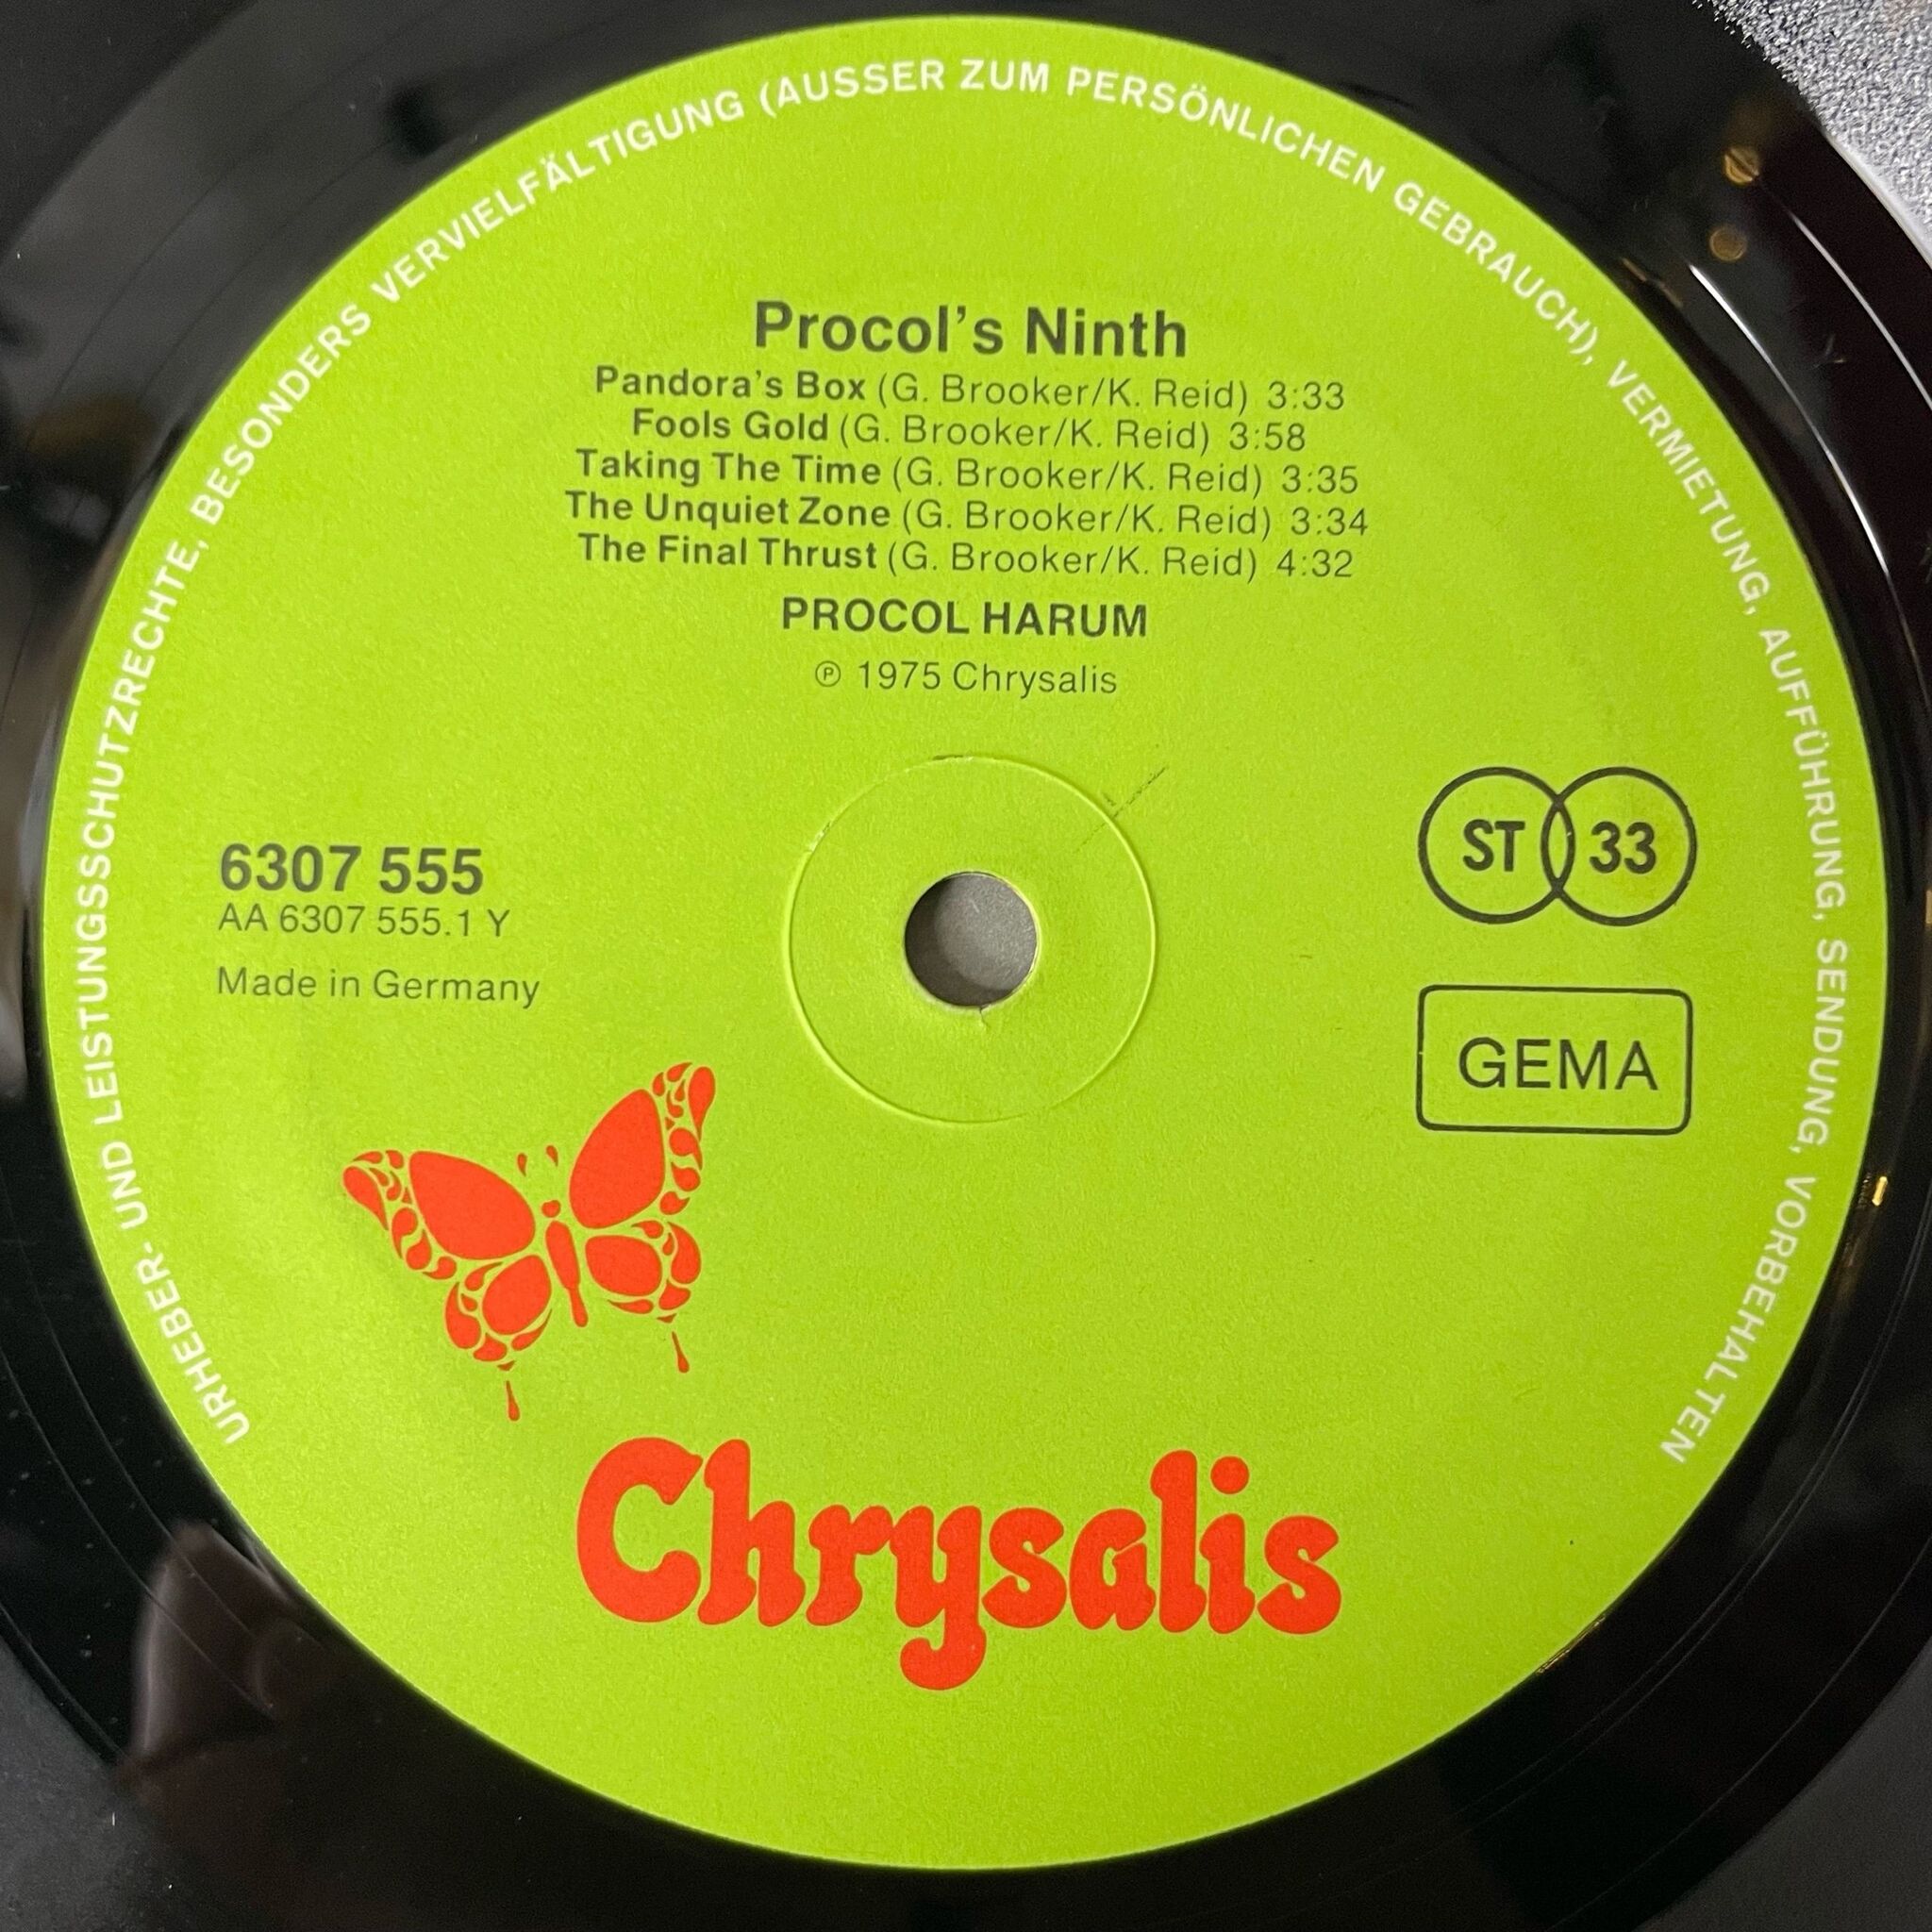 URHEBER- UND LEISTUNGSSCHUTZRECHTE, BESONDERS VERVIELFÄLTIGUNG (AUSSER ZUM PERSÖNLICHEN GEBRAUCH), VERMIETUNG, AUFFÜHRUNG, SENDUNG, VORBEHALTEN
Procol's Ninth
Pandora's Box (G. Brooker/K. Reid) 3:33
Fools Gold (G. Brooker/K. Reid) 3:58
Taking The Time (G. Brooker/K. Reid) 3:35
The Unquiet Zone (G. Brooker/K. Reid) 3:34
The Final Thrust (G. Brooker/K. Reid) 4:32
PROCOL HARUM
℗ 1975 Chrysalis
6307 555
AA 6307 555.1 Y
Made in Germany
ST 33
GEMA
Chrysalis